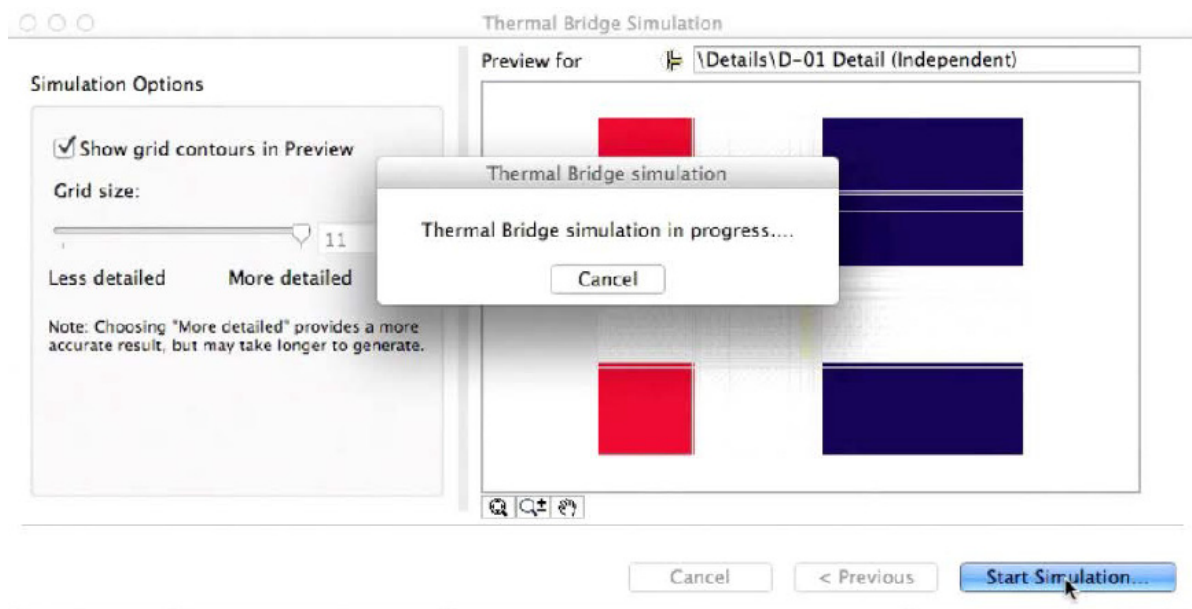 Thermal Bridge Simulation
Simulation Options
Show grid contours in Preview
Grid size:
11
Less detailed More detailed
Note: Choosing "More detailed" provides a more
accurate result, but may take longer to generate.
Preview for \Details\D-01 Detail (Independent)
Thermal Bridge simulation
Thermal Bridge simulation in progress....
Cancel
Cancel < Previous Start Simulation...